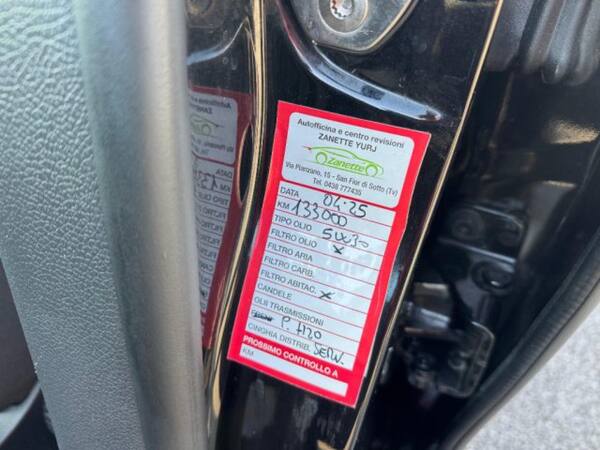 Autofficina e centro revisioni
ZANETTE YURJ
Zanette
Via Pianzano, 15 - San Fior di Sotto (Tv)
Tel. 0438 777435
DATA 04.25
KM 133000
TIPO OLIO 5W30
FILTRO OLIO X
FILTRO ARIA
FILTRO CARB.
FILTRO ABITAC. X
CANDELE
OLII TRASMISSIONI
P. H2O
CINGHIA DISTRIB. SERV.
PROSSIMO CONTROLLO A
KM